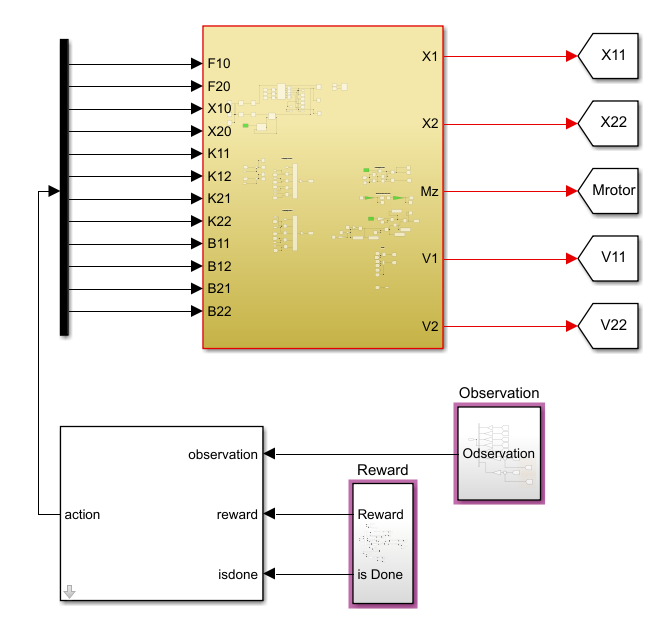 F10
F20
X10
X20
K11
K12
K21
K22
B11
B12
B21
B22
X1
X2
Mz
V1
V2
X11
X22
Mrotor
V11
V22
Observation
Odservation
Reward
Reward
is Done
observation
reward
isdone
action